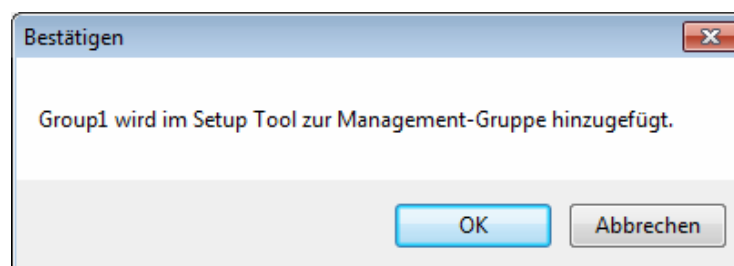 Bestätigen
Group1 wird im Setup Tool zur Management-Gruppe hinzugefügt.
OK
Abbrechen